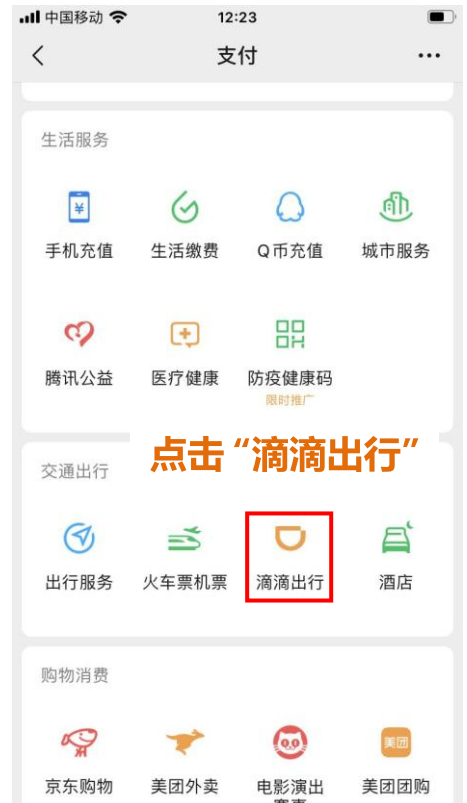 中国移动 12:23
支付
生活服务
手机充值 生活缴费 Q币充值 城市服务
腾讯公益 医疗健康 防疫健康码
限时推广
点击“滴滴出行”
交通出行
出行服务 火车票机票 滴滴出行 酒店
购物消费
美团
京东购物 美团外卖 电影演出 美团团购